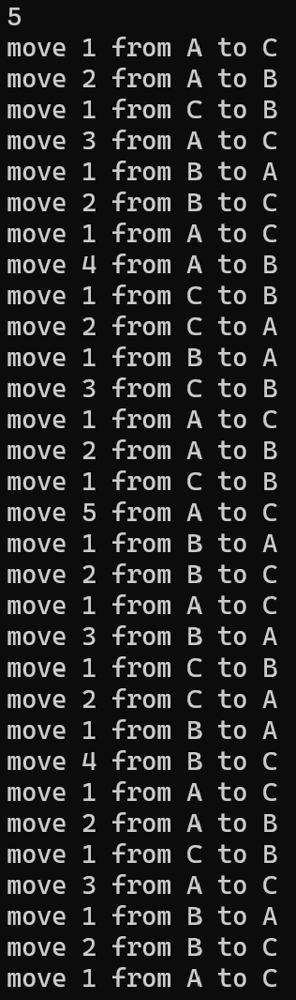 5
move 1 from A to C
move 2 from A to B
move 1 from C to B
move 3 from A to C
move 1 from B to A
move 2 from B to C
move 1 from A to C
move 4 from A to B
move 1 from C to B
move 2 from C to A
move 1 from B to A
move 3 from C to B
move 1 from A to C
move 2 from A to B
move 1 from C to B
move 5 from A to C
move 1 from B to A
move 2 from B to C
move 1 from A to C
move 3 from B to A
move 1 from C to B
move 2 from C to A
move 1 from B to A
move 4 from B to C
move 1 from A to C
move 2 from A to B
move 1 from C to B
move 3 from A to C
move 1 from B to A
move 2 from B to C
move 1 from A to C